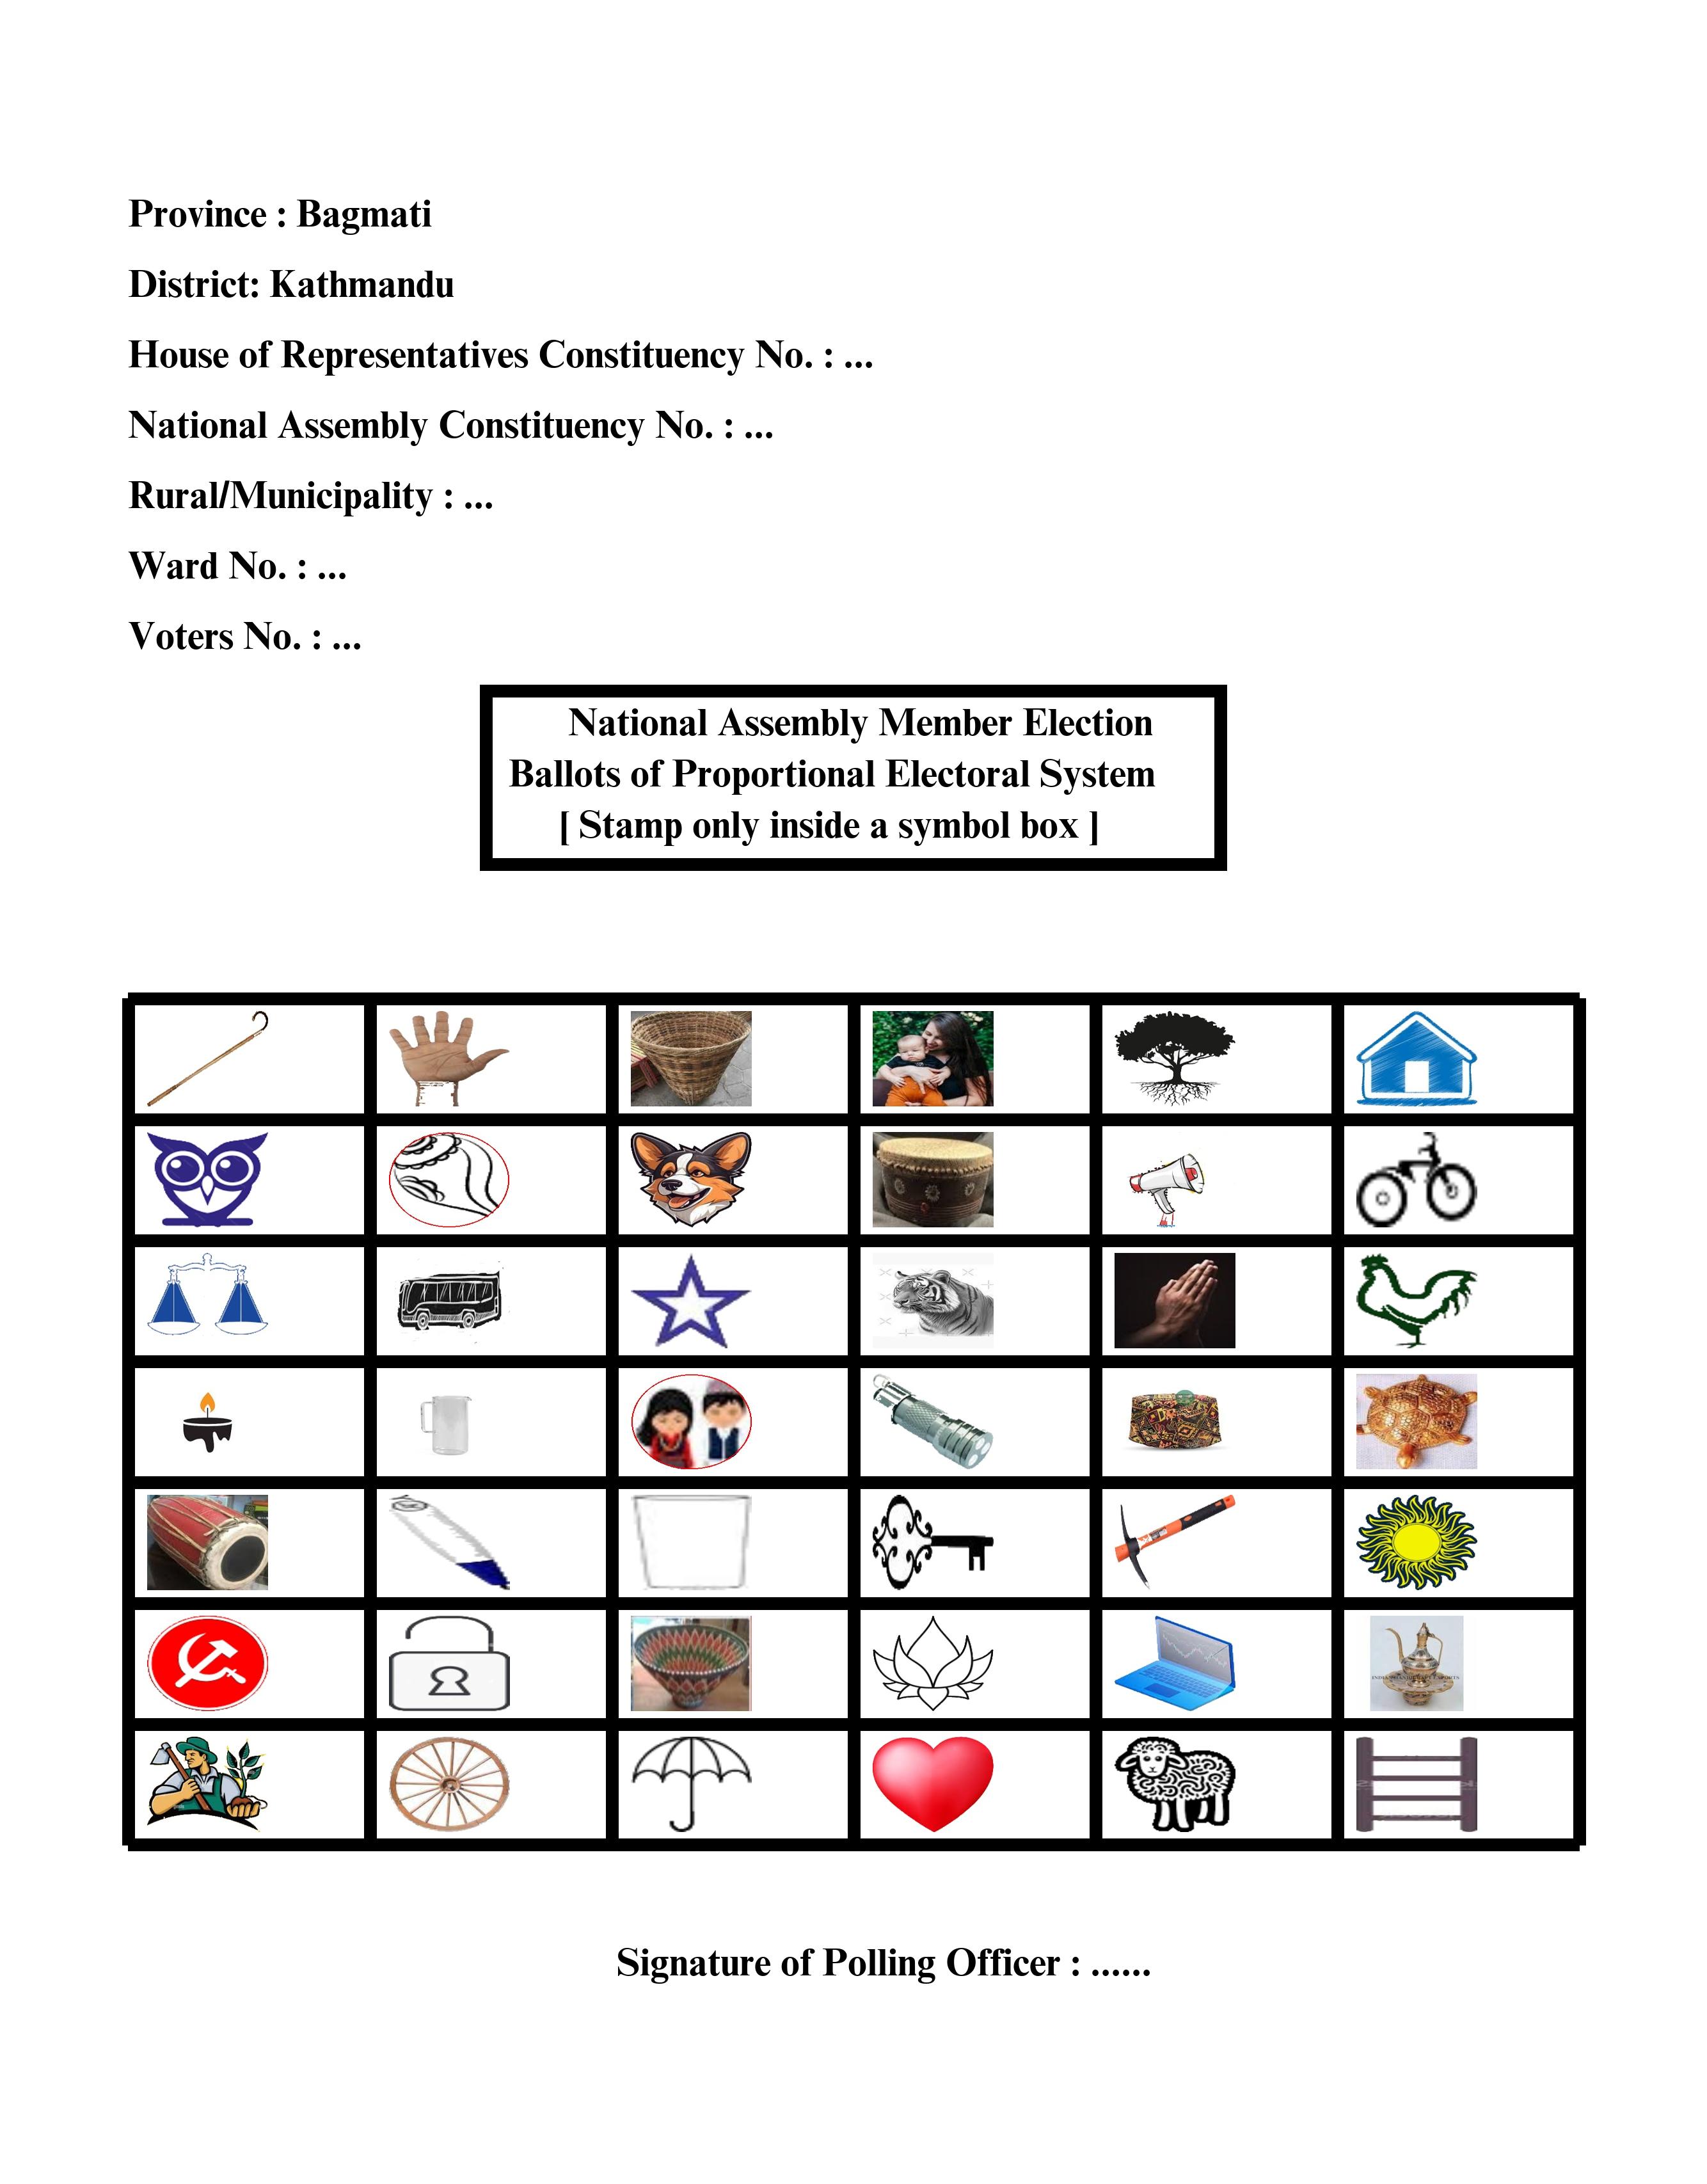 Province : Bagmati
District: Kathmandu
House of Representatives Constituency No. : ...
National Assembly Constituency No. : ...
Rural/Municipality : ...
Ward No. : ...
Voters No. : ...
National Assembly Member Election
Ballots of Proportional Electoral System
[ Stamp only inside a symbol box ]
Signature of Polling Officer : ......